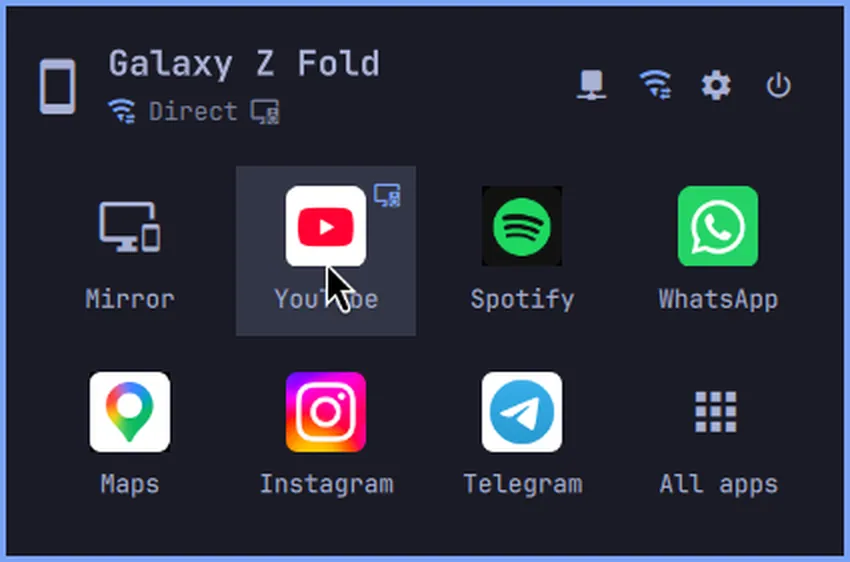 Galaxy Z Fold
Direct
Mirror
YouTube
Spotify
WhatsApp
Maps
Instagram
Telegram
All apps